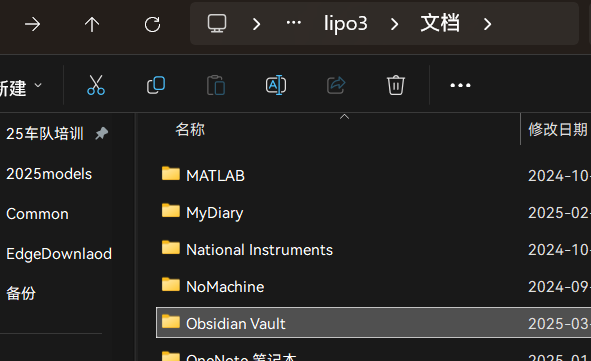 lipo3 文档
新建
名称 修改日期
25车队培训
2025models
Common
EdgeDownlaod
备份
MATLAB 2024-10-
MyDiary 2025-02-
National Instruments 2024-10-
NoMachine 2024-09-
Obsidian Vault 2025-03-
OneNote 笔记本 2025-01